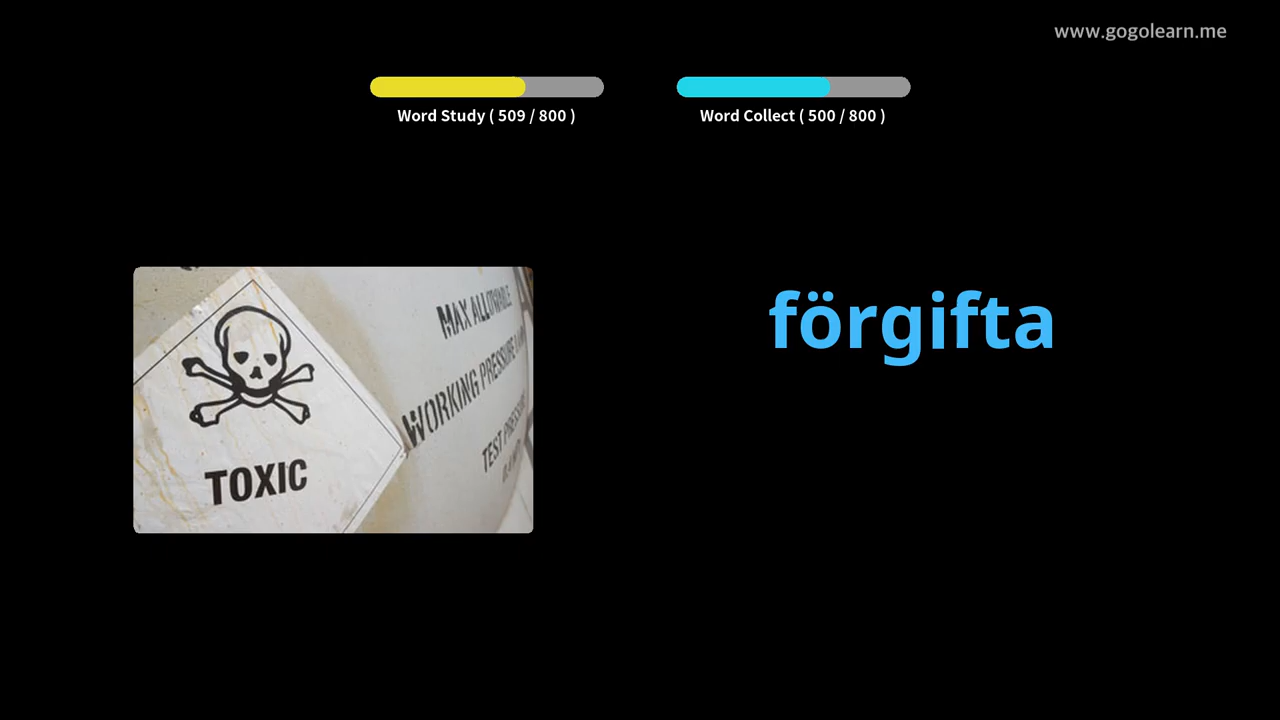 www.gogolearn.me
Word Study ( 509 / 800 )
Word Collect ( 500 / 800 )
förgifta
TOXIC
MAX ALLOWABLE
WORKING PRESSURE
TEST PRESSURE